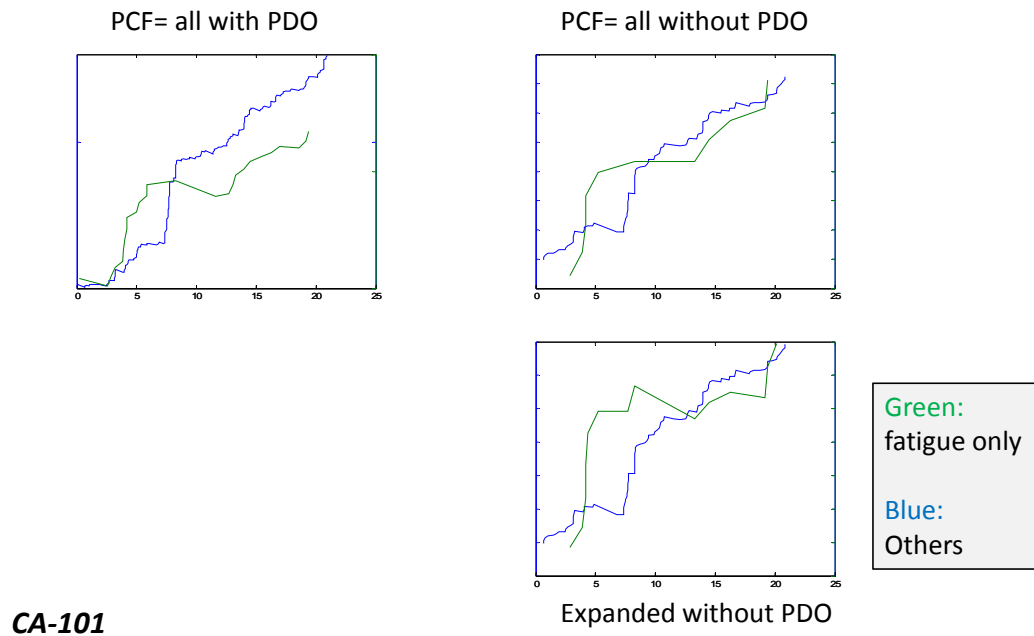 PCF= all with PDO
PCF= all without PDO
0 5 10 15 20 25
0 5 10 15 20 25
0 5 10 15 20 25
Green:
fatigue only
Blue:
Others
Expanded without PDO
CA-101